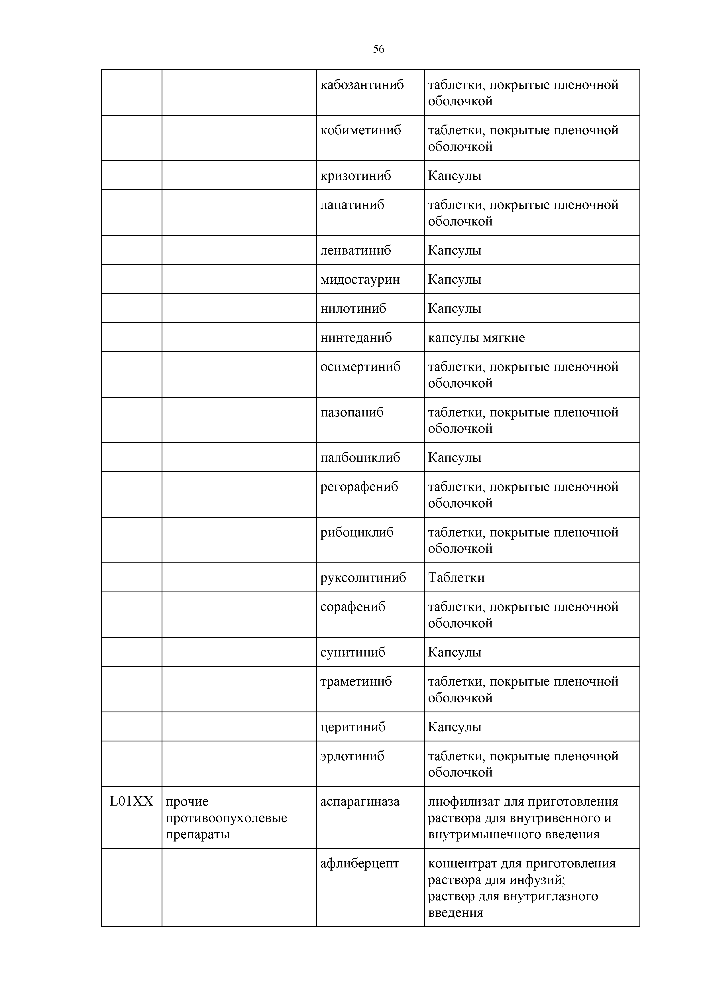 56
кабозантиниб
таблетки, покрытые пленочной
оболочкой
кобиметиниб
таблетки, покрытые пленочной
оболочкой
кризотиниб
Капсулы
лапатиниб
таблетки, покрытые пленочной
оболочкой
ленватиниб
Капсулы
мидостаурин
Капсулы
нилотиниб
Капсулы
нинтеданиб
капсулы мягкие
осимертиниб
таблетки, покрытые пленочной
оболочкой
пазопаниб
таблетки, покрытые пленочной
оболочкой
палбоциклиб
Капсулы
регорафениб
таблетки, покрытые пленочной
оболочкой
рибоциклиб
таблетки, покрытые пленочной
оболочкой
руксолитиниб
Таблетки
сорафениб
таблетки, покрытые пленочной
оболочкой
сунитиниб
Капсулы
траметиниб
таблетки, покрытые пленочной
оболочкой
церитиниб
Капсулы
эрлотиниб
таблетки, покрытые пленочной
оболочкой
L01XX
прочие
противоопухолевые
препараты
аспарагиназа
лиофилизат для приготовления
раствора для внутривенного и
внутримышечного введения
афлиберцепт
концентрат для приготовления
раствора для инфузий;
раствор для внутриглазного
введения